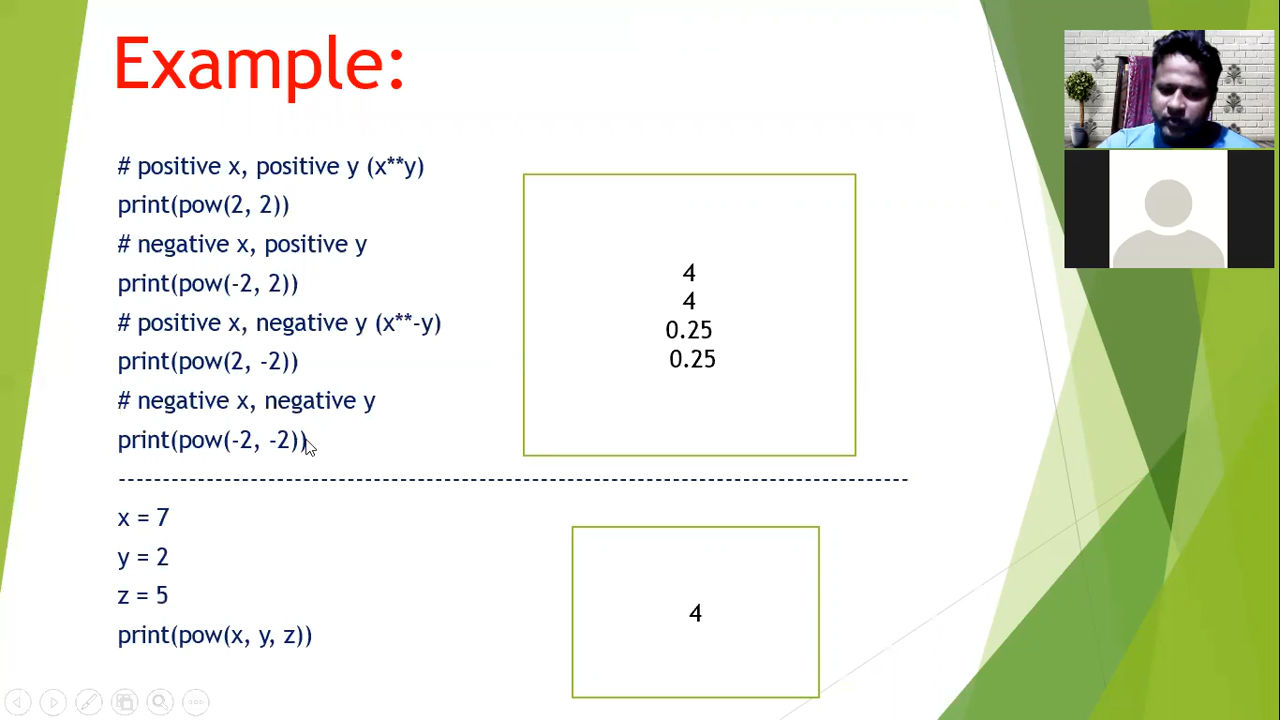 Example:
# positive x, positive y (x**y)
print(pow(2, 2))
# negative x, positive y
print(pow(-2, 2))
# positive x, negative y (x**-y)
print(pow(2, -2))
# negative x, negative y
print(pow(-2, -2))
4
4
0.25
0.25
-----------------------------------------------------------------------------------------
x = 7
y = 2
z = 5
print(pow(x, y, z))
4